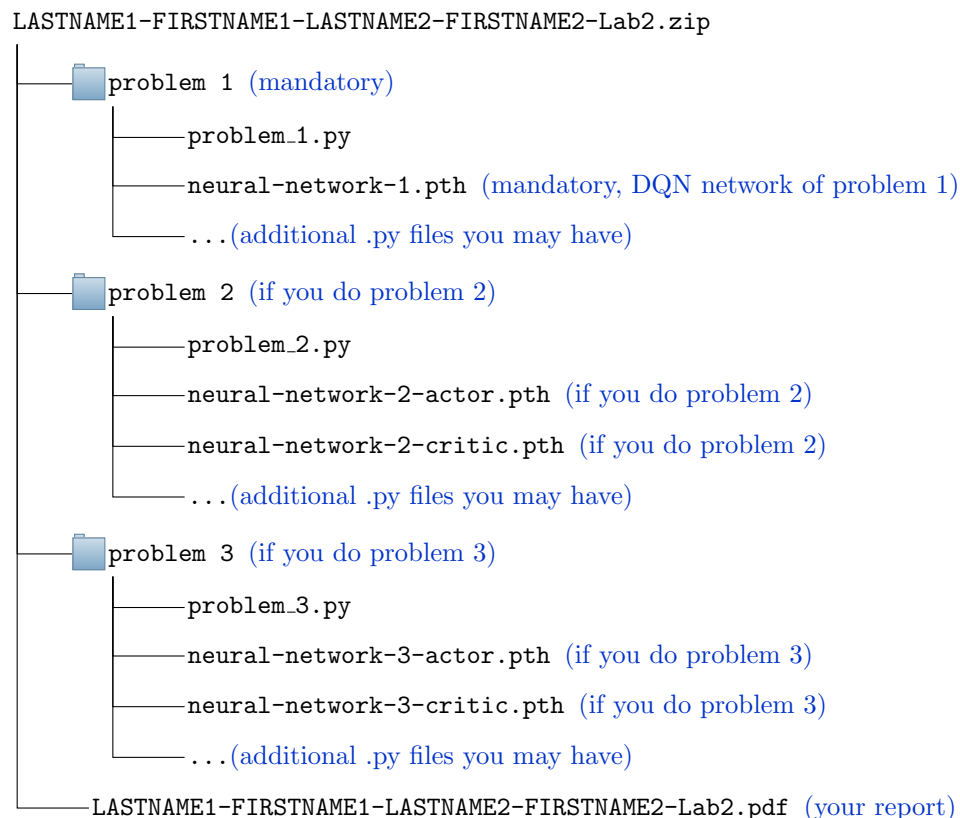 LASTNAME1-FIRSTNAME1-LASTNAME2-FIRSTNAME2-Lab2.zip
problem 1 (mandatory)
problem_1.py
neural-network-1.pth (mandatory, DQN network of problem 1)
...(additional .py files you may have)
problem 2 (if you do problem 2)
problem_2.py
neural-network-2-actor.pth (if you do problem 2)
neural-network-2-critic.pth (if you do problem 2)
...(additional .py files you may have)
problem 3 (if you do problem 3)
problem_3.py
neural-network-3-actor.pth (if you do problem 3)
neural-network-3-critic.pth (if you do problem 3)
...(additional .py files you may have)
LASTNAME1-FIRSTNAME1-LASTNAME2-FIRSTNAME2-Lab2.pdf (your report)